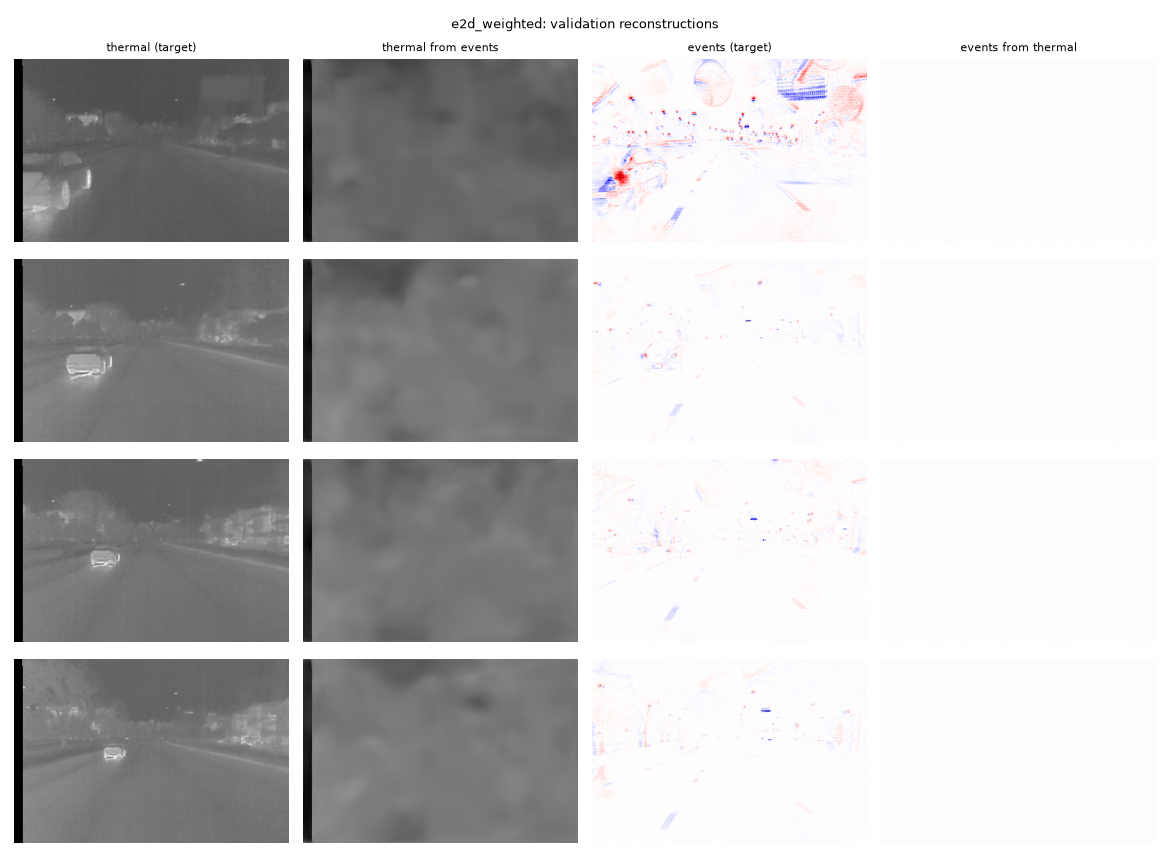 e2d_weighted: validation reconstructions
thermal (target)
thermal from events
events (target)
events from thermal